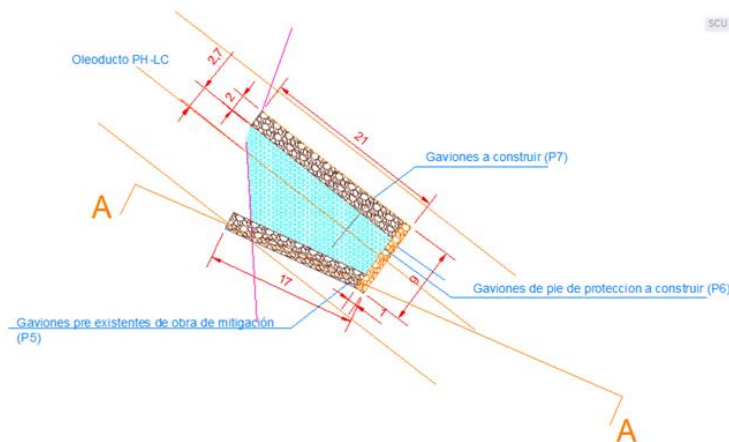 SCU
Oleoducto PH-LC
2,7
2
21
Gaviones a construir (P7)
A
Gaviones de pie de proteccion a construir (P6)
9
17
1
Gaviones pre existentes de obra de mitigación
(P5)
A